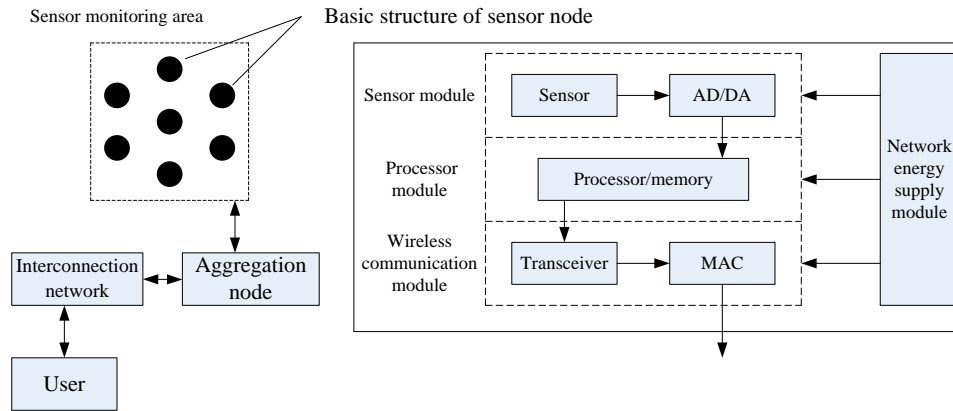 Sensor monitoring area
Basic structure of sensor node
Sensor module
Sensor
AD/DA
Processor
module
Processor/memory
Wireless
communication
module
Transceiver
MAC
Network
energy
supply
module
Interconnection
network
Aggregation
node
User